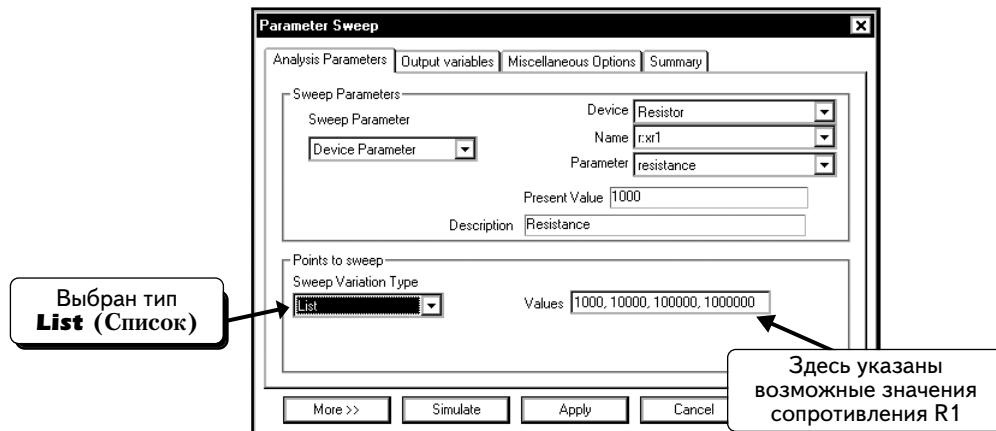 Parameter Sweep
Analysis Parameters Output variables Miscellaneous Options Summary
Sweep Parameters
Sweep Parameter
Device Parameter
Device Resistor
Name r:xr1
Parameter resistance
Present Value 1000
Description Resistance
Points to sweep
Sweep Variation Type
List
Values 1000, 10000, 100000, 1000000
More >> Simulate Apply Cancel
Выбран тип
List (Список)
Здесь указаны
возможные значения
сопротивления R1